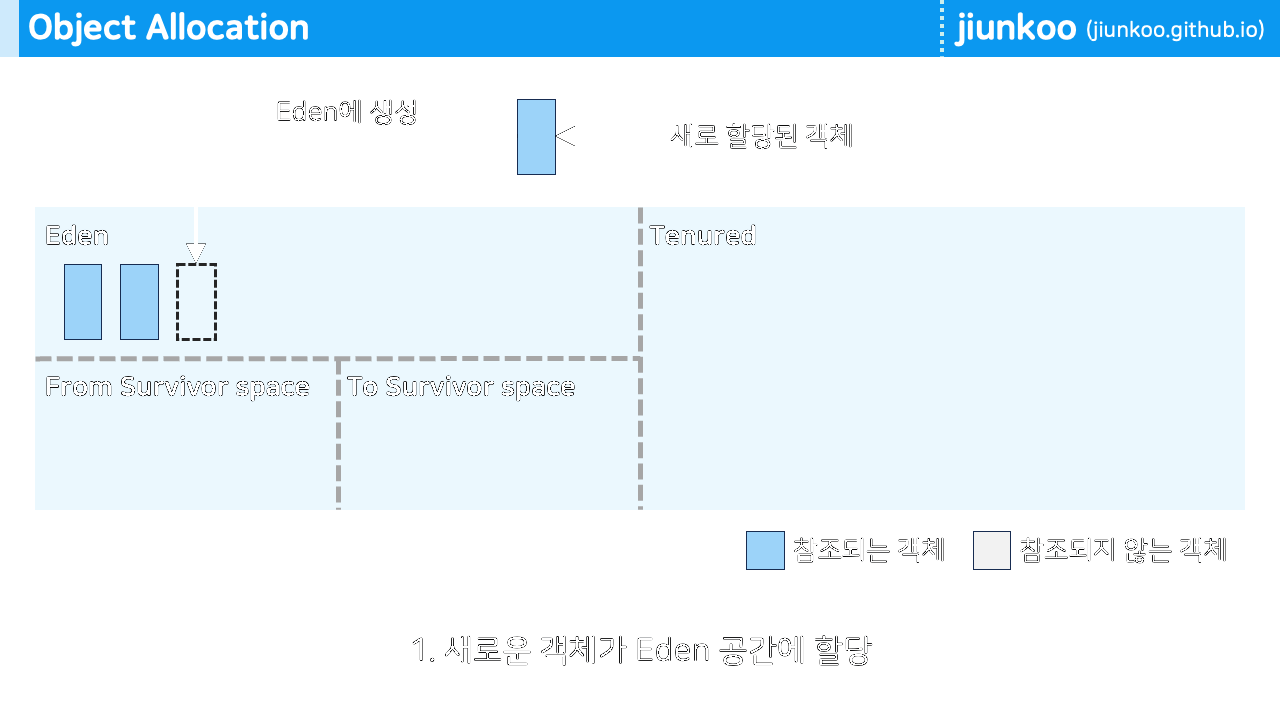 Object Allocation
jiunkoo (jiunkoo.github.io)
Eden에 생성
새로 할당된 객체
Eden
Tenured
From Survivor space
To Survivor space
참조되는 객체
참조되지 않는 객체
1. 새로운 객체가 Eden 공간에 할당